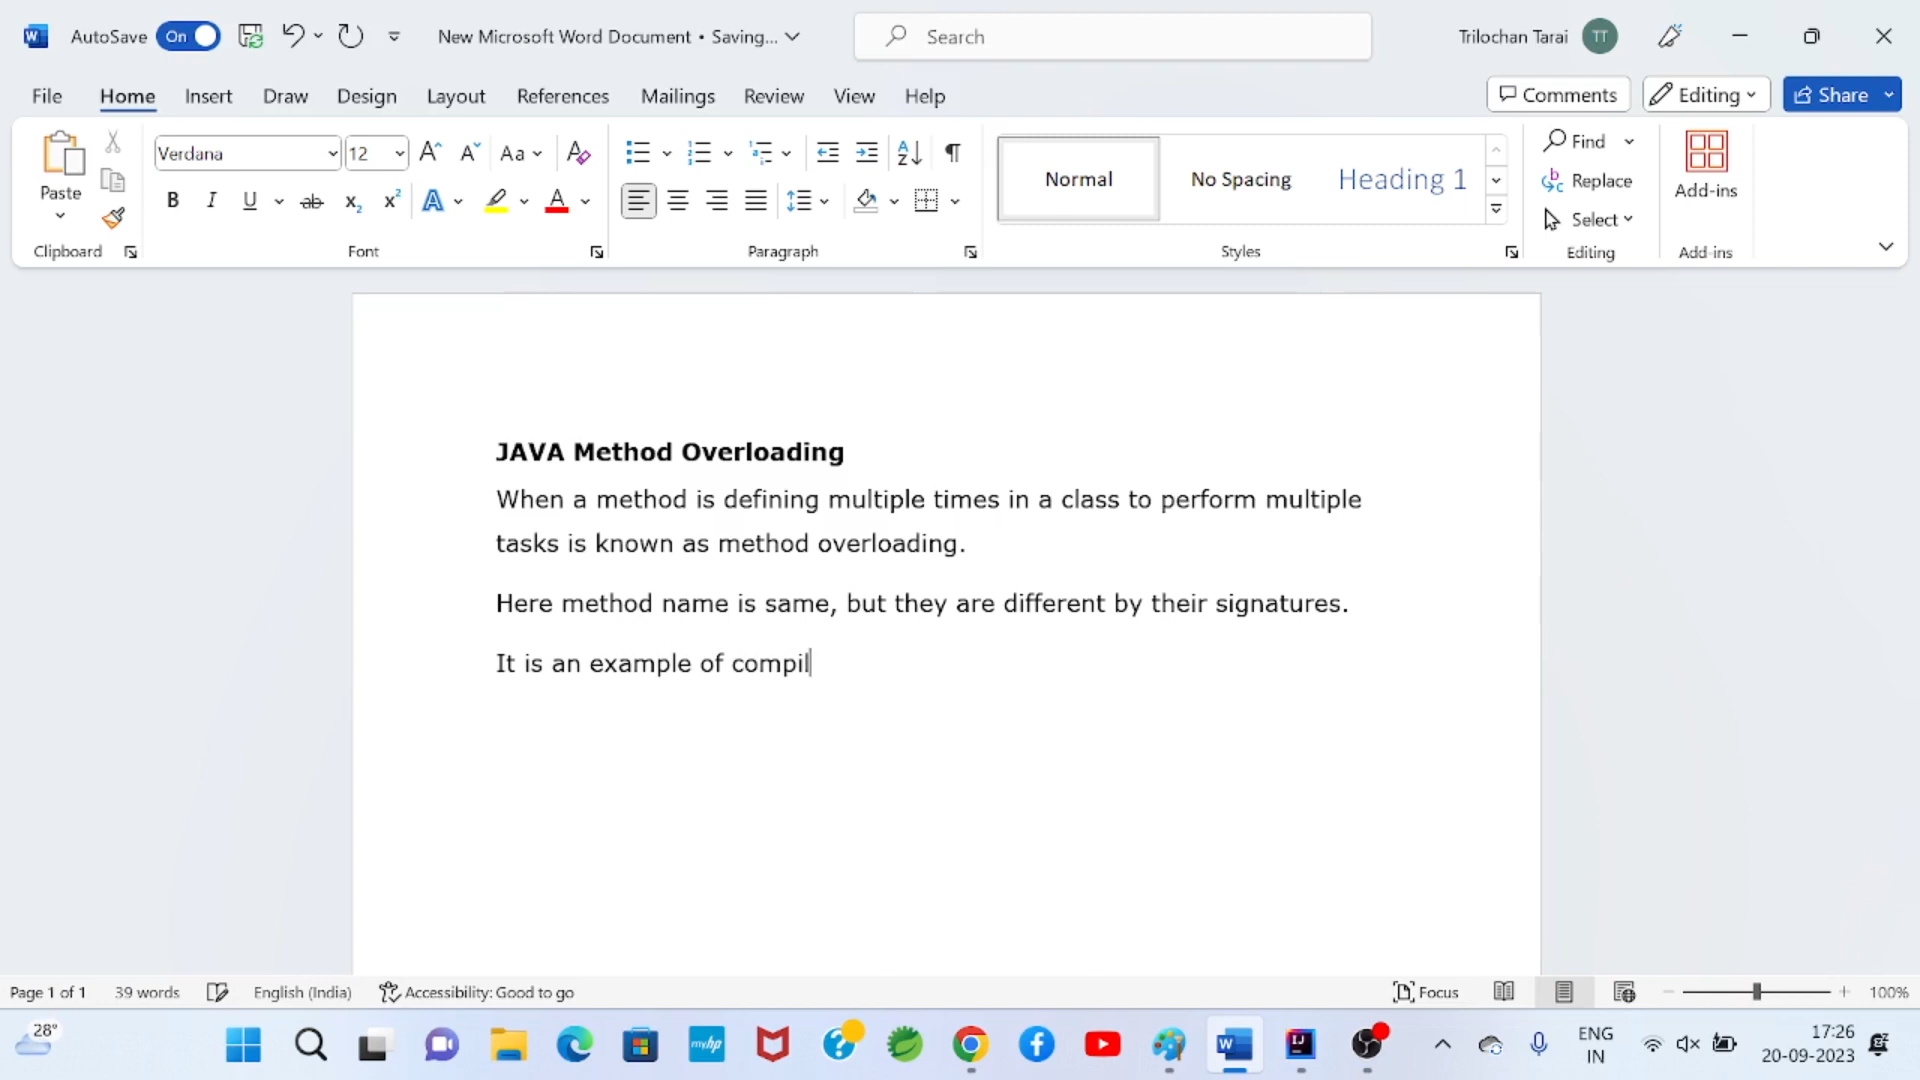 AutoSave On New Microsoft Word Document • Saving... Search Trilochan Tarai TT
File Home Insert Draw Design Layout References Mailings Review View Help Comments Editing Share
Paste Verdana 12 Aa Normal No Spacing Heading 1 Find Replace Select Add-ins
Clipboard Font Paragraph Styles Editing Add-ins
JAVA Method Overloading
When a method is defining multiple times in a class to perform multiple
tasks is known as method overloading.
Here method name is same, but they are different by their signatures.
It is an example of compil
Page 1 of 1 39 words English (India) Accessibility: Good to go Focus 100%
28° ENG IN 17:26
20-09-2023